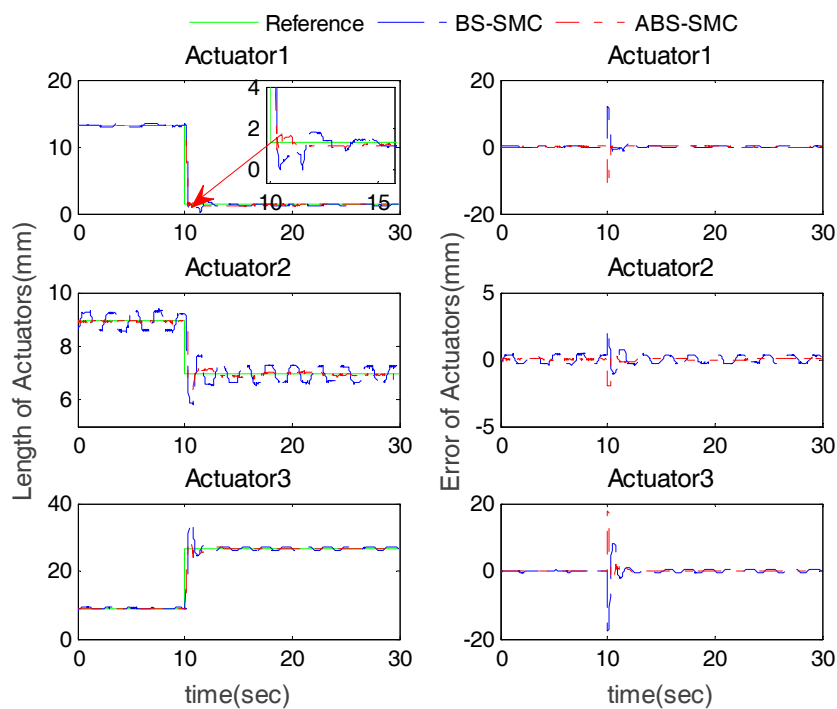 Reference BS-SMC ABS-SMC
Actuator1
20
10
0
0 10 20 30
4
2
0
10 15
Actuator1
20
0
-20
0 10 20 30
Length of Actuators(mm)
Actuator2
10
8
6
0 10 20 30
Error of Actuators(mm)
Actuator2
5
0
-5
0 10 20 30
Actuator3
40
20
0
0 10 20 30
time(sec)
Actuator3
20
0
-20
0 10 20 30
time(sec)